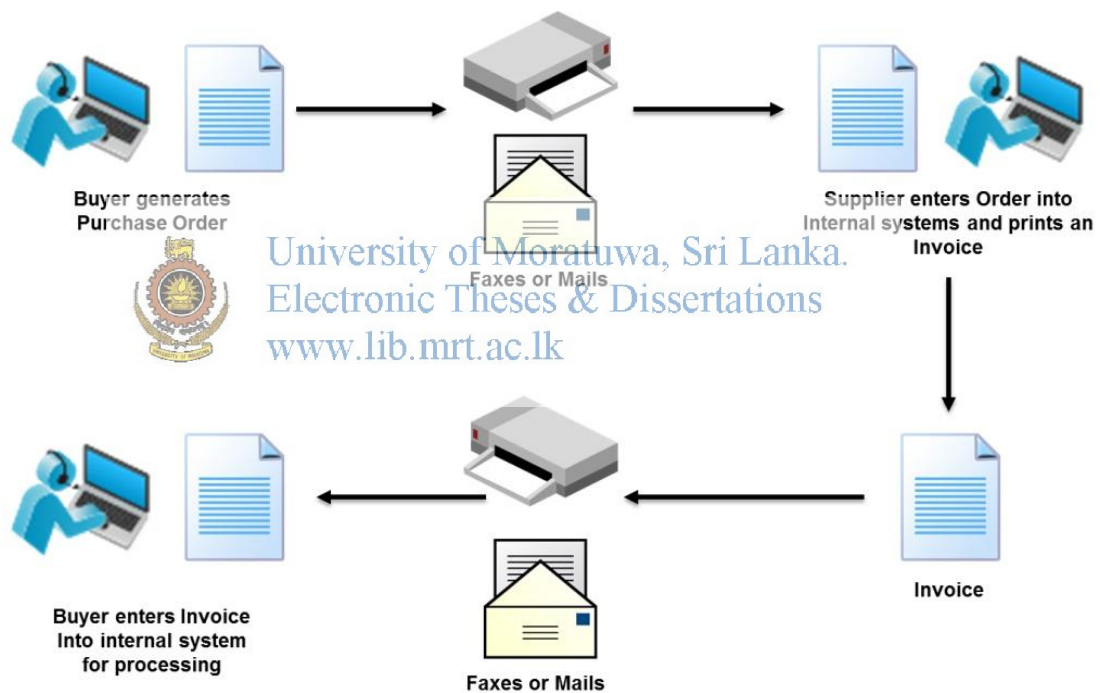 Buyer generates
Purchase Order
Supplier enters Order into
Internal systems and prints an
Invoice
University of Moratuwa, Sri Lanka.
Faxes or Mails
Electronic Theses & Dissertations
www.lib.mrt.ac.lk
Invoice
Buyer enters Invoice
Into internal system
for processing
Faxes or Mails